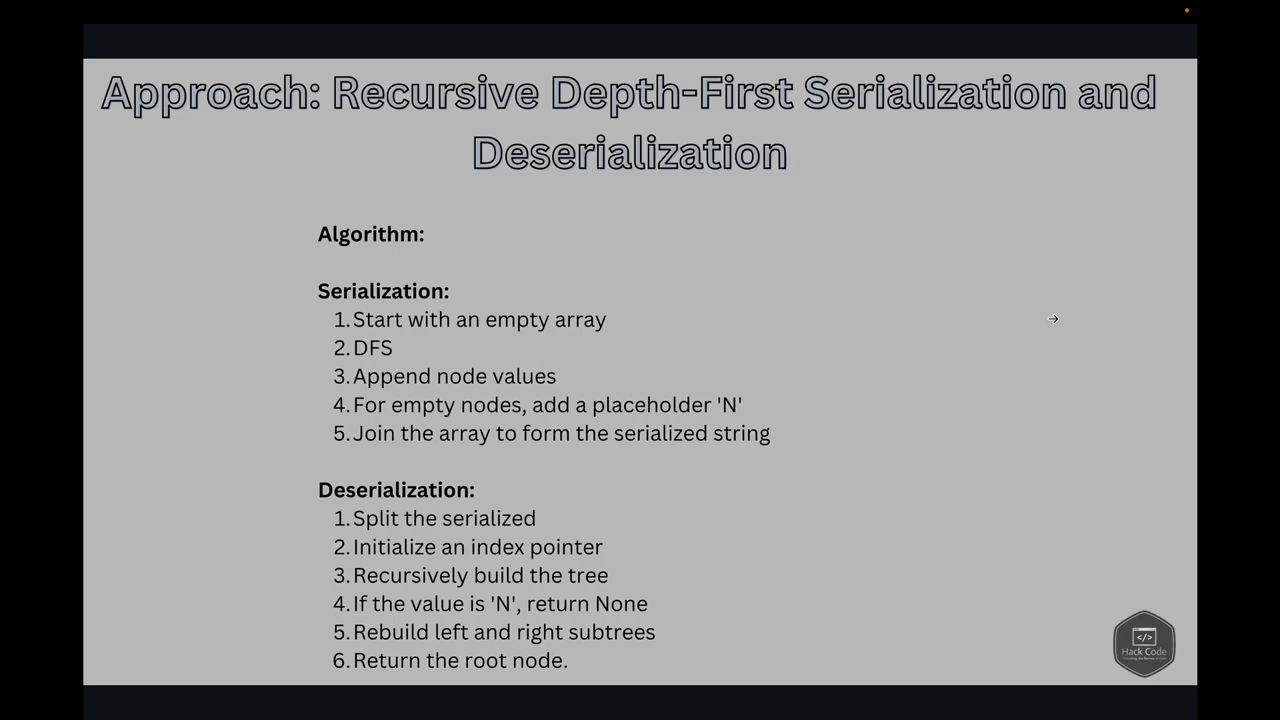 Approach: Recursive Depth-First Serialization and
Deserialization
Algorithm:
Serialization:
1. Start with an empty array
2. DFS
3. Append node values
4. For empty nodes, add a placeholder 'N'
5. Join the array to form the serialized string
Deserialization:
1. Split the serialized
2. Initialize an index pointer
3. Recursively build the tree
4. If the value is 'N', return None
5. Rebuild left and right subtrees
6. Return the root node.
</>
Hack Code